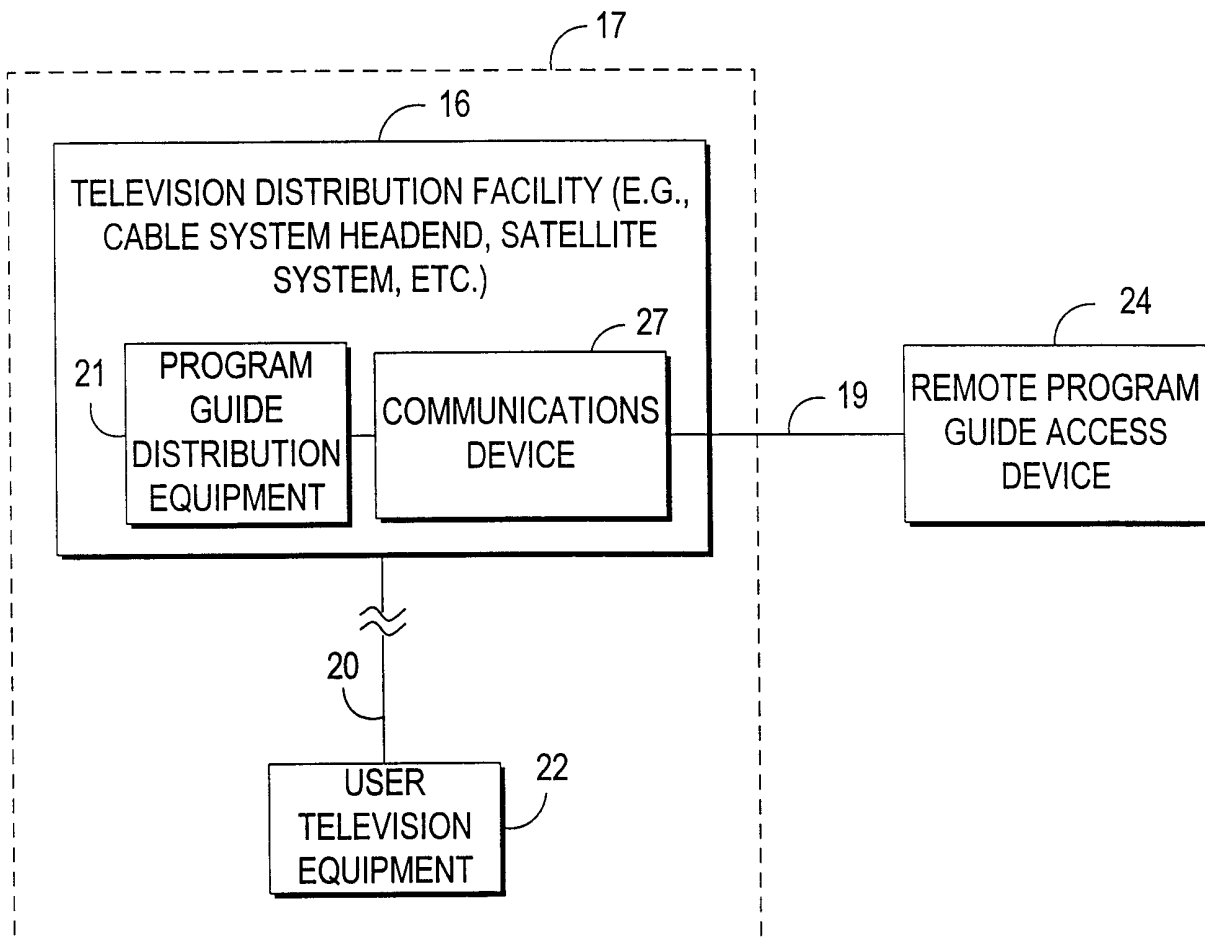 17
16
TELEVISION DISTRIBUTION FACILITY (E.G.,
CABLE SYSTEM HEADEND, SATELLITE
SYSTEM, ETC.)
27
24
21
PROGRAM
GUIDE
DISTRIBUTION
EQUIPMENT
COMMUNICATIONS
DEVICE
19
REMOTE PROGRAM
GUIDE ACCESS
DEVICE
20
USER
TELEVISION
EQUIPMENT
22